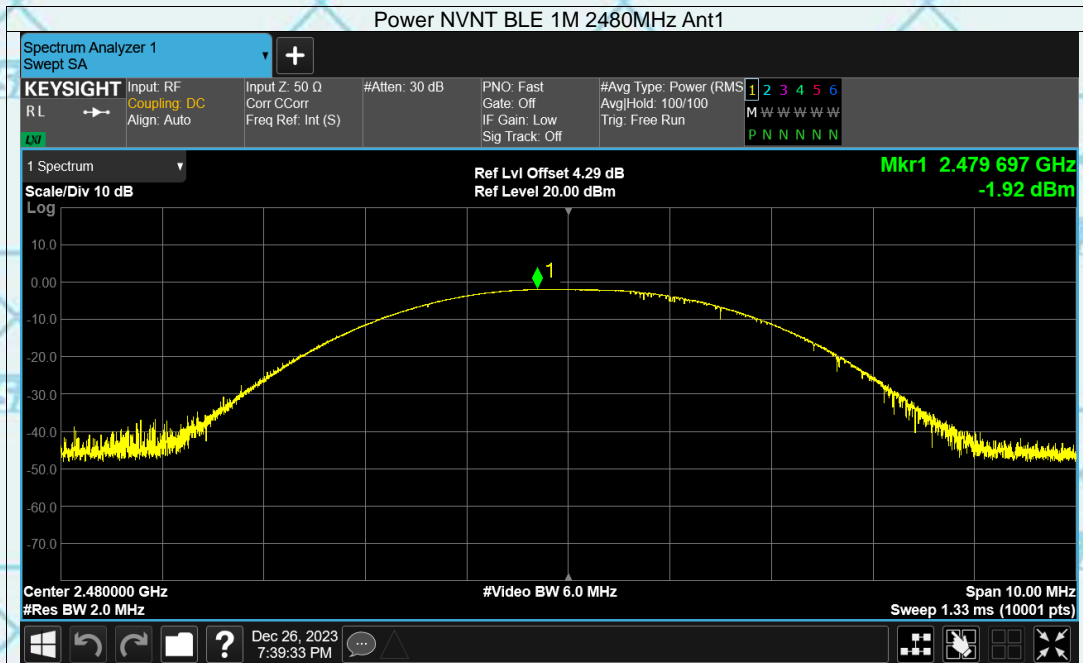 Power NVNT BLE 1M 2480MHz Ant1
Spectrum Analyzer 1
Swept SA
+
KEYSIGHT
R L
LXI
Input: RF
Coupling: DC
Align: Auto
Input Z: 50 Ω
Corr CCorr
Freq Ref: Int (S)
#Atten: 30 dB
PNO: Fast
Gate: Off
IF Gain: Low
Sig Track: Off
#Avg Type: Power (RMS
Avg|Hold: 100/100
Trig: Free Run
1 2 3 4 5 6
M W W W W W
P N N N N N
1 Spectrum
Scale/Div 10 dB
Log
Ref Lvl Offset 4.29 dB
Ref Level 20.00 dBm
Mkr1 2.479 697 GHz
-1.92 dBm
1
10.0
0.00
-10.0
-20.0
-30.0
-40.0
-50.0
-60.0
-70.0
Center 2.480000 GHz
#Res BW 2.0 MHz
#Video BW 6.0 MHz
Span 10.00 MHz
Sweep 1.33 ms (10001 pts)
?
Dec 26, 2023
7:39:33 PM